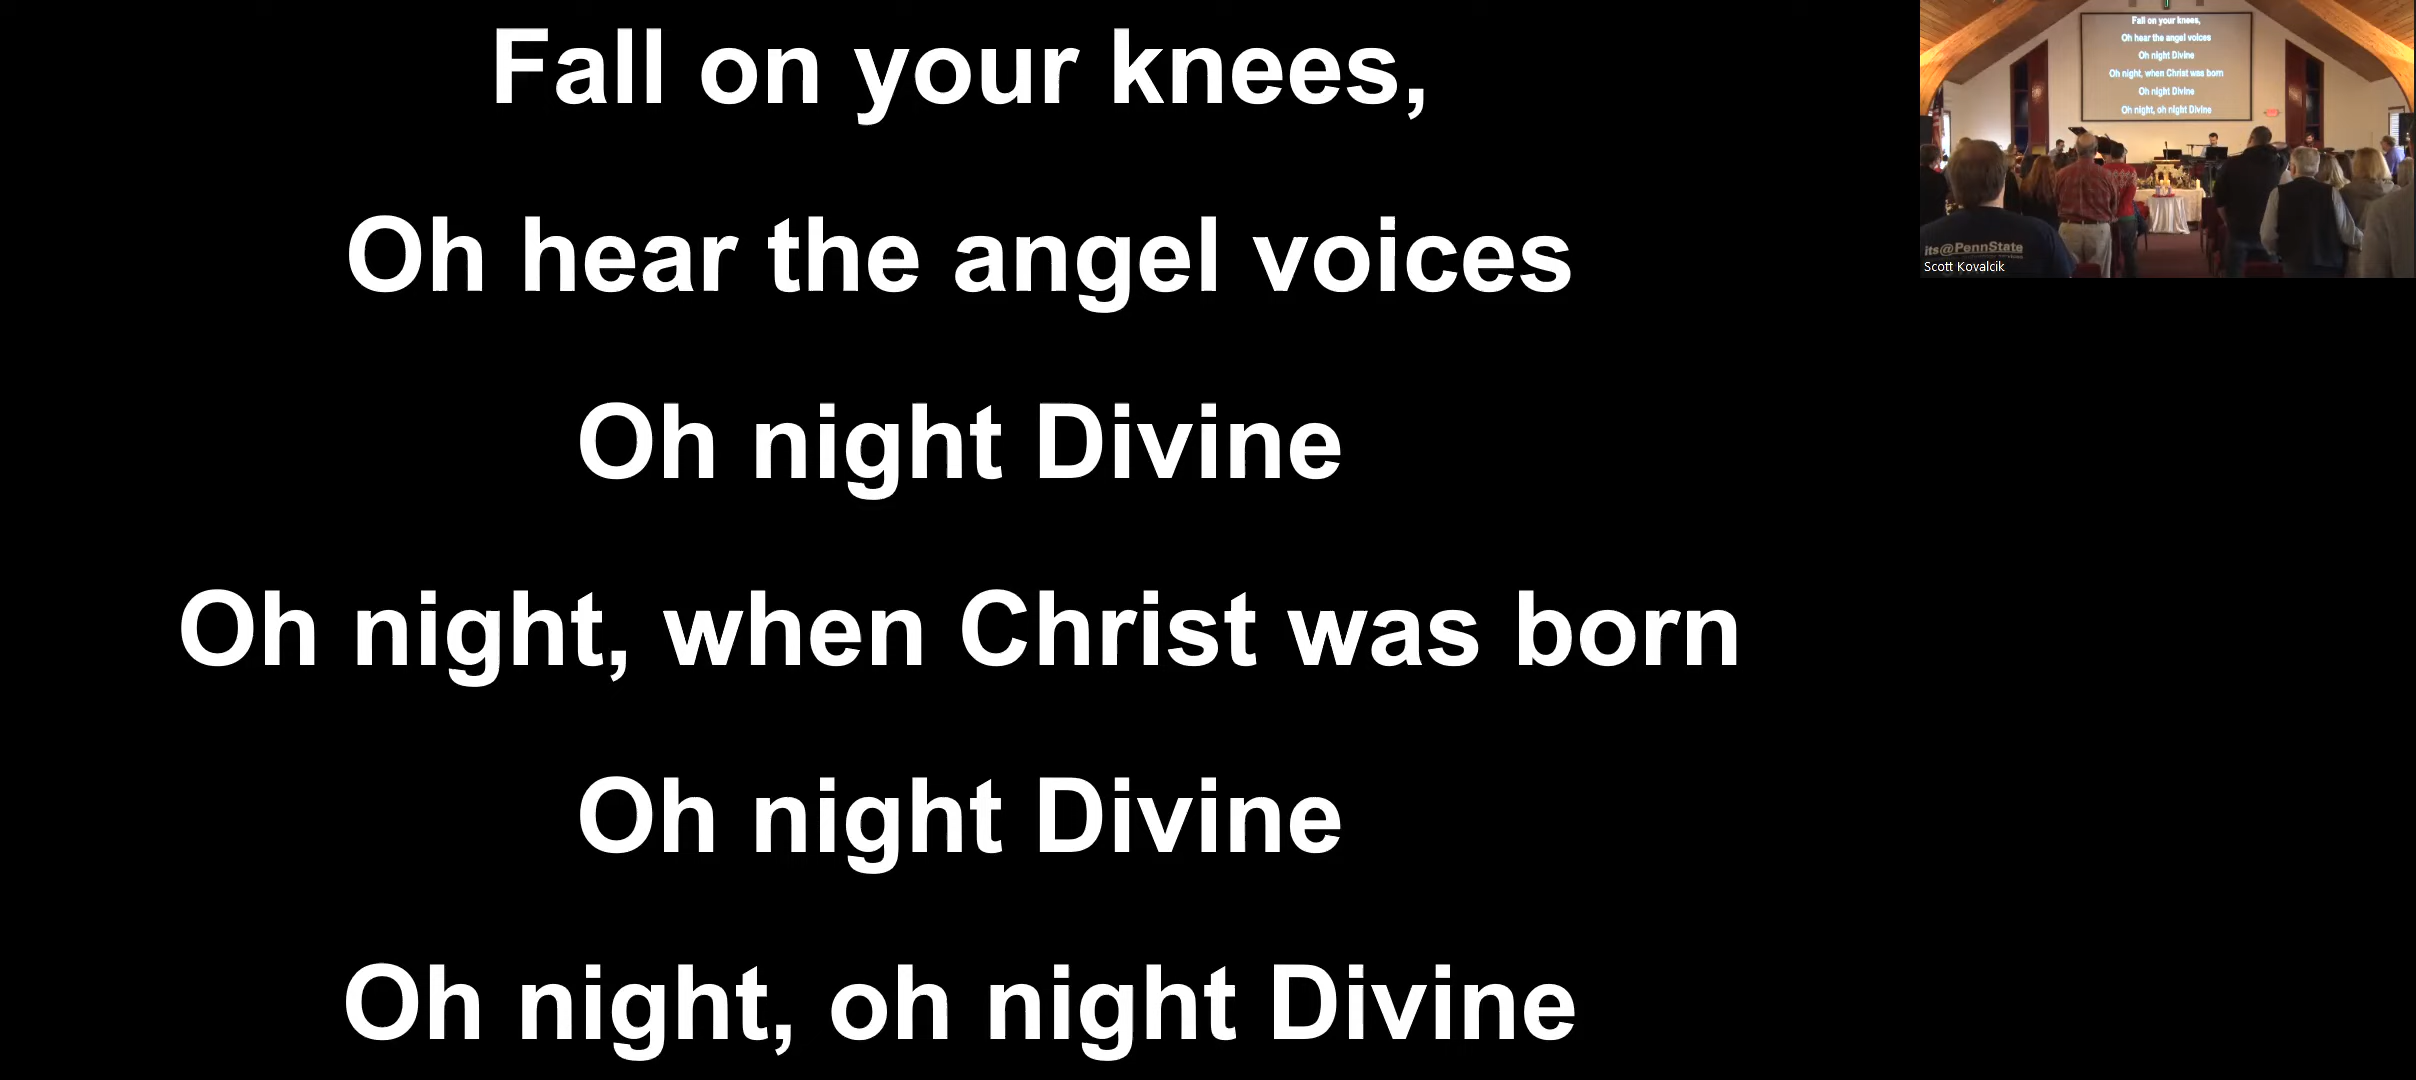 Fall on your knees,
Oh hear the angel voices
Oh night Divine
Oh night, when Christ was born
Oh night Divine
Oh night, oh night Divine
Fall on your knees,
Oh hear the angel voices
Oh night Divine
Oh night, when Christ was born
Oh night Divine
Oh night, oh night Divine
its@PennState
Scott Kovalcik